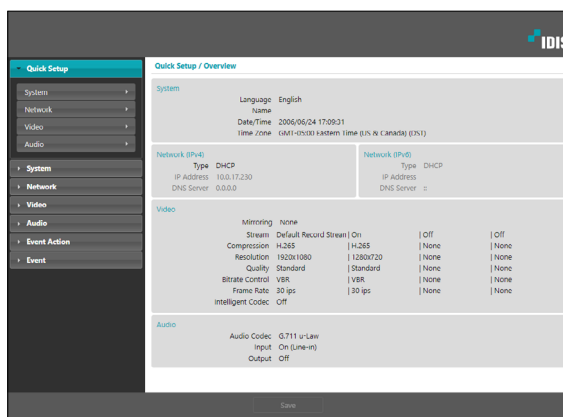 IDIS
Quick Setup
System
Network
Video
Audio
System
Network
Video
Audio
Event Action
Event
Quick Setup / Overview
System
Language English
Name
Date/Time 2006/06/24 17:09:31
Time Zone GMT-05:00 Eastern Time (US & Canada) (DST)
Network (IPv4)
Type DHCP
IP Address 10.0.17.230
DNS Server 0.0.0.0
Network (IPv6)
Type DHCP
IP Address
DNS Server ::
Video
Mirroring None
Stream Default Record Stream | On | Off | Off
Compression H.265 | H.265 | None | None
Resolution 1920x1080 | 1280x720 | None | None
Quality Standard | Standard | None | None
Bitrate Control VBR | VBR | None | None
Frame Rate 30 ips | 30 ips | None | None
Intelligent Codec Off
Audio
Audio Codec G.711 u-Law
Input On (Line-in)
Output Off
Save